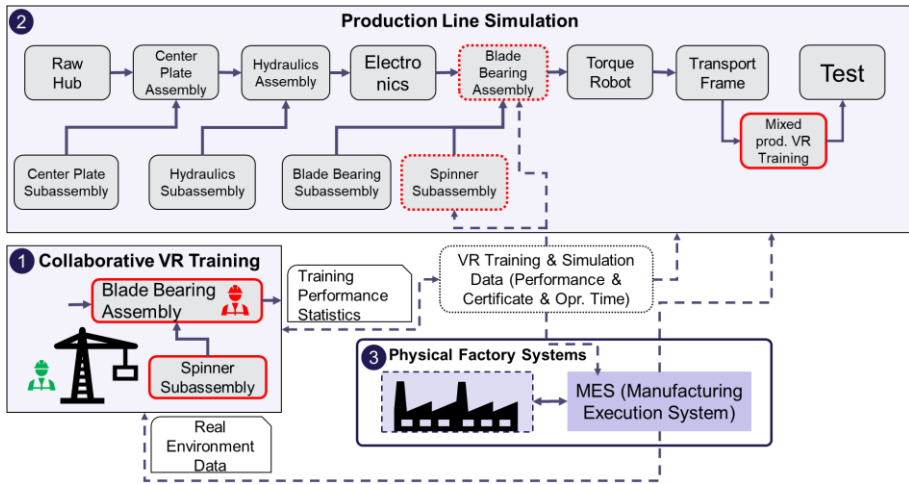 2
Production Line Simulation
Raw
Hub
Center
Plate
Assembly
Hydraulics
Assembly
Electro
nics
Blade
Bearing
Assembly
Torque
Robot
Transport
Frame
Test
Mixed
prod. VR
Training
Center Plate
Subassembly
Hydraulics
Subassembly
Blade Bearing
Subassembly
Spinner
Subassembly
1
Collaborative VR Training
Blade Bearing
Assembly
Spinner
Subassembly
Training
Performance
Statistics
VR Training & Simulation
Data (Performance &
Certificate & Opr. Time)
3
Physical Factory Systems
MES (Manufacturing
Execution System)
Real
Environment
Data